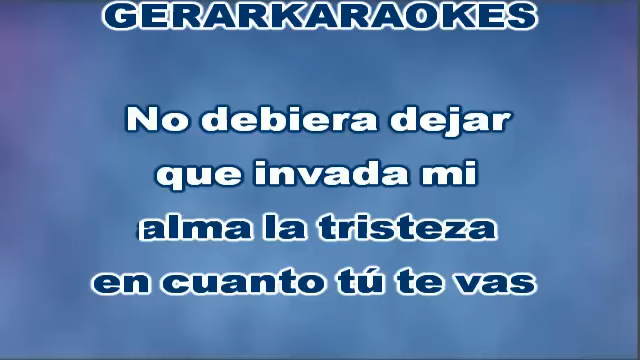 GERARKARAOKES
No debiera dejar
que invada mi
alma la tristeza
en cuanto tú te vas